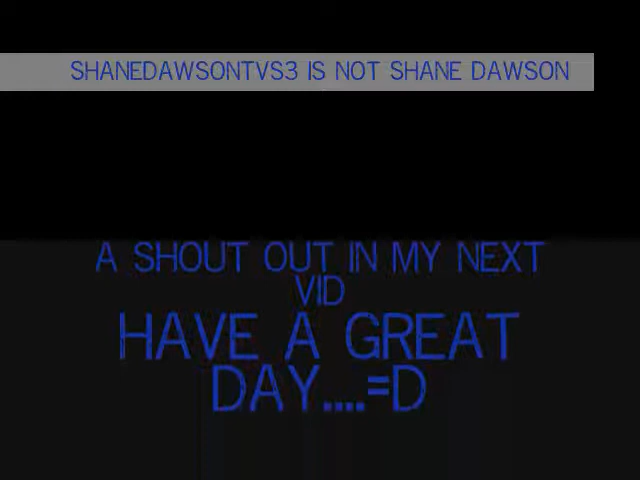 SHANEDAWSONTVS3 IS NOT SHANE DAWSON
A SHOUT OUT IN MY NEXT
VID
HAVE A GREAT
DAY....=D